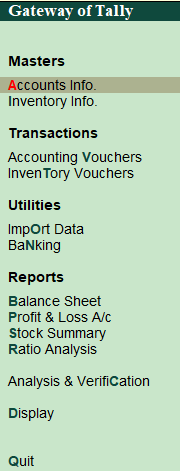 Gateway of Tally
Masters
Accounts Info.
Inventory Info.
Transactions
Accounting Vouchers
InvenTory Vouchers
Utilities
ImpOrt Data
BaNking
Reports
Balance Sheet
Profit & Loss A/c
Stock Summary
Ratio Analysis
Analysis & VerifiCation
Display
Quit